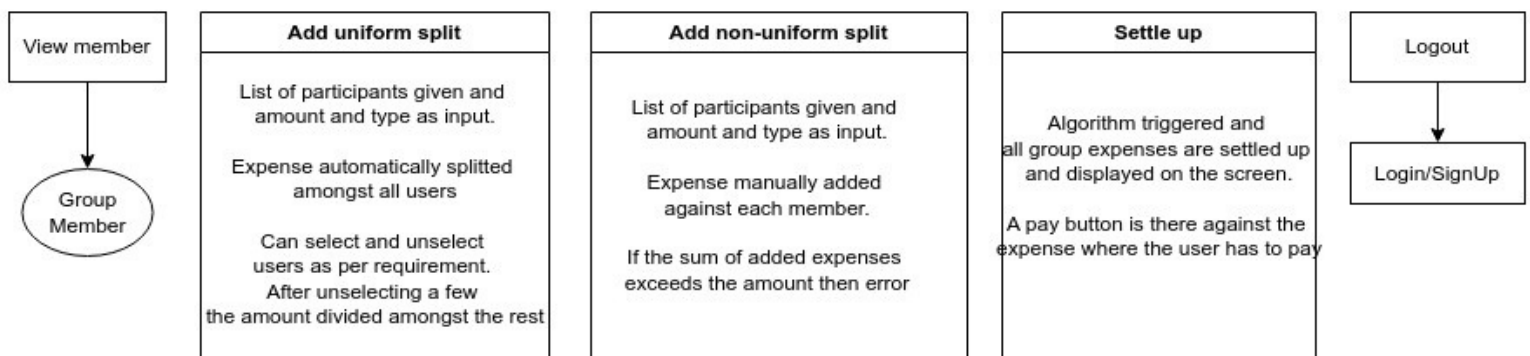 View member
Group
Member
Add uniform split
List of participants given and
amount and type as input.
Expense automatically splitted
amongst all users
Can select and unselect
users as per requirement.
After unselecting a few
the amount divided amongst the rest
Add non-uniform split
List of participants given and
amount and type as input.
Expense manually added
against each member.
If the sum of added expenses
exceeds the amount then error
Settle up
Algorithm triggered and
all group expenses are settled up
and displayed on the screen.
A pay button is there against the
expense where the user has to pay
Logout
Login/SignUp